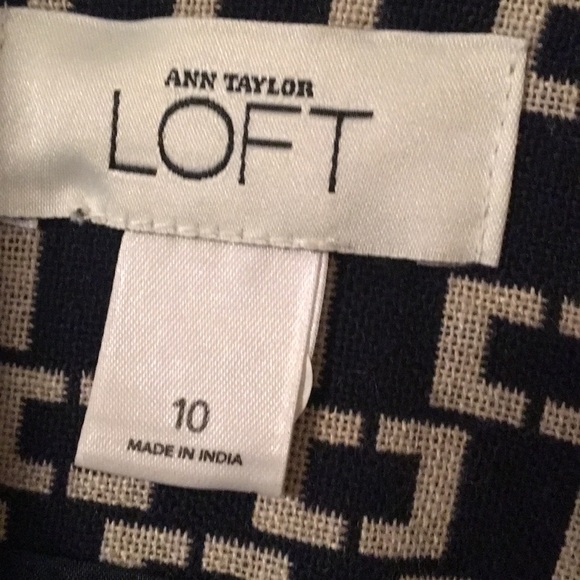 ANN TAYLOR
LOFT
10
MADE IN INDIA